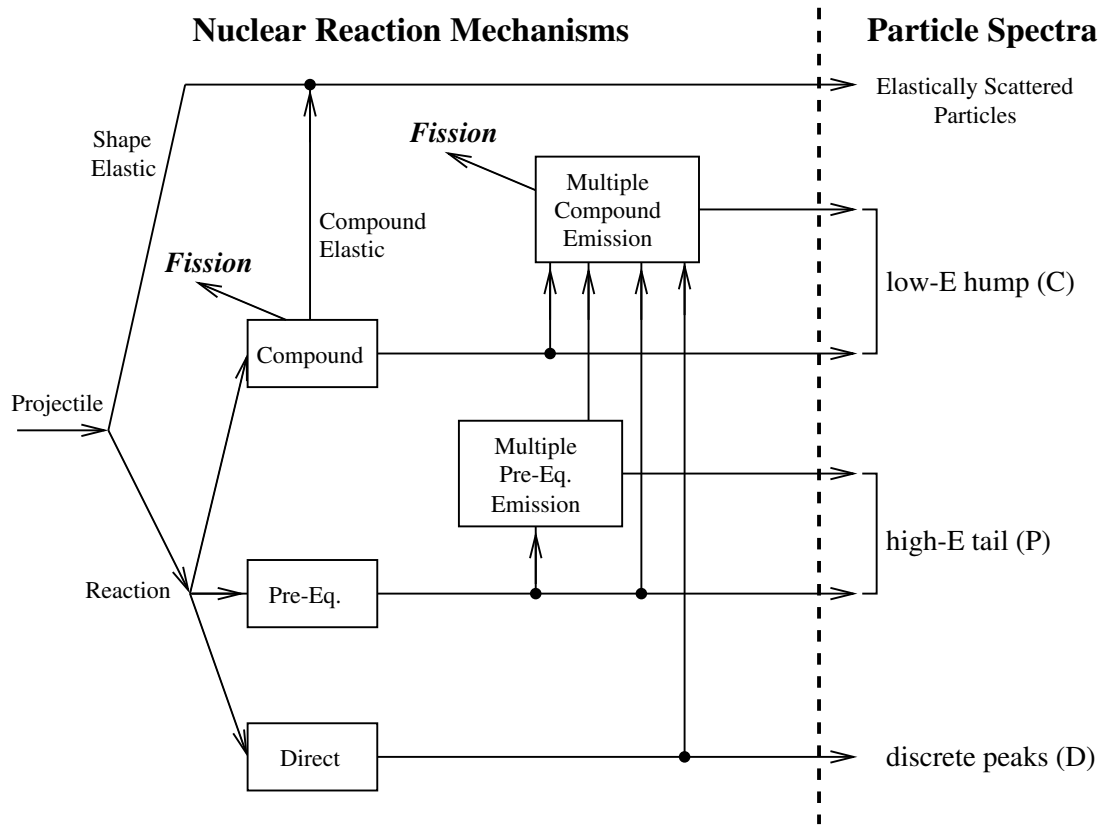 Nuclear Reaction Mechanisms
Particle Spectra
Elastically Scattered
Particles
Shape
Elastic
Fission
Multiple
Compound
Emission
Compound
Elastic
Fission
low-E hump (C)
Compound
Projectile
Multiple
Pre-Eq.
Emission
high-E tail (P)
Reaction
Pre-Eq.
Direct
discrete peaks (D)